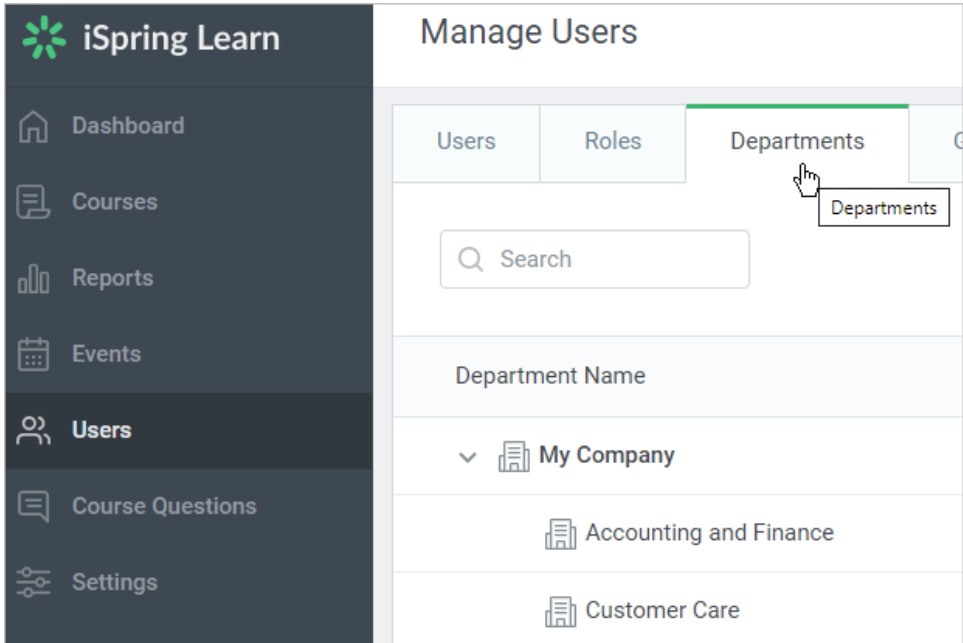 iSpring Learn
Dashboard
Courses
Reports
Events
Users
Course Questions
Settings
Manage Users
Users
Roles
Departments
Departments
Search
Department Name
My Company
Accounting and Finance
Customer Care